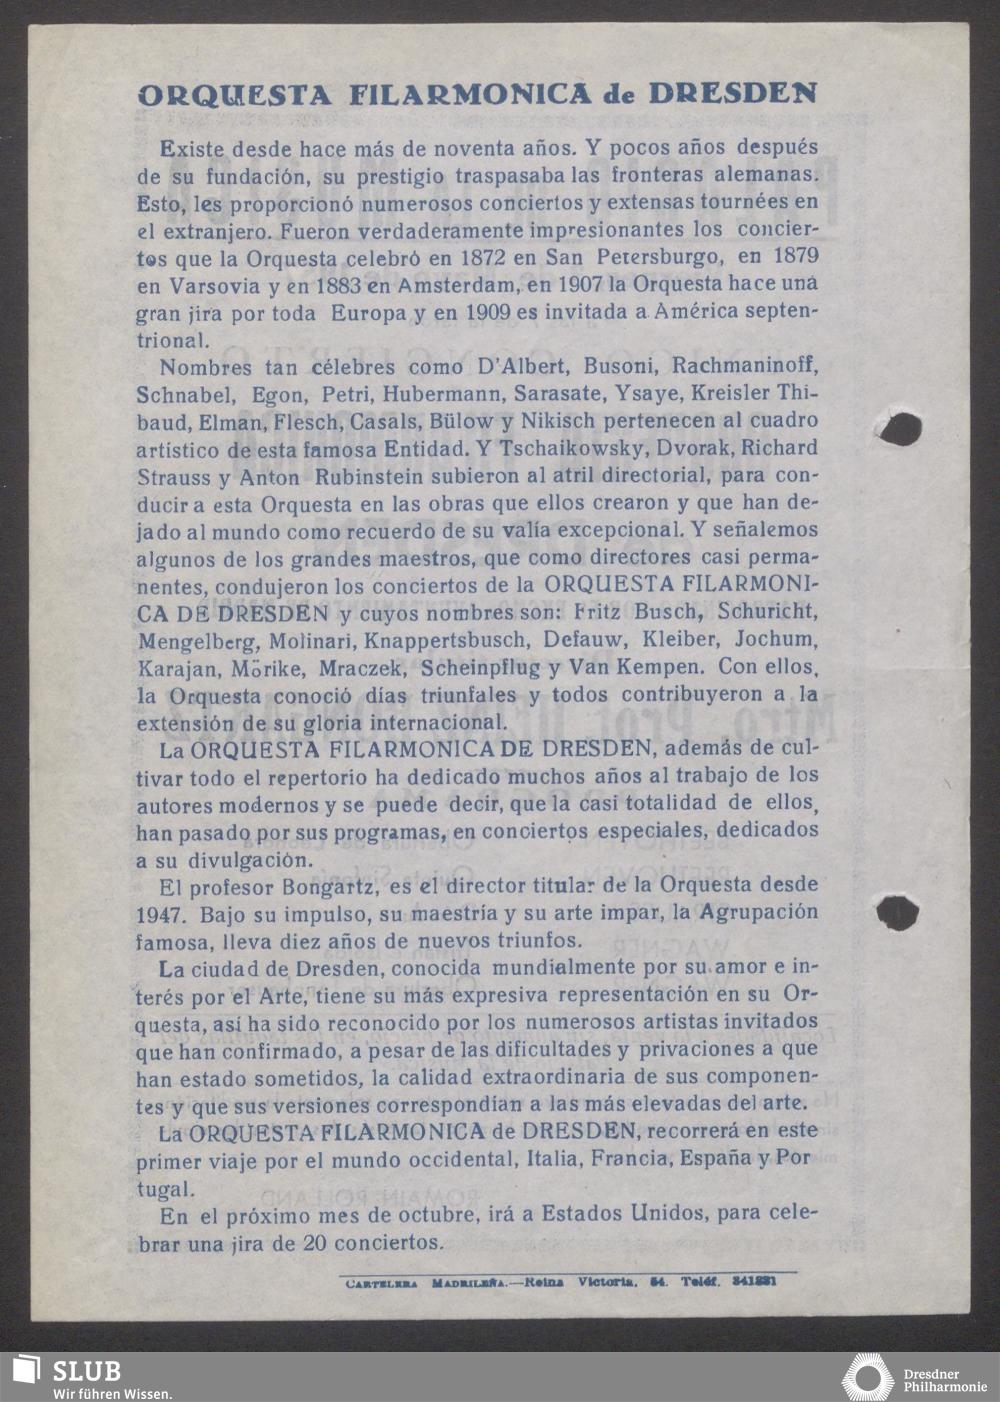 ORQUESTA FILARMONICA de DRESDEN
Existe desde hace más de noventa años. Y pocos años después
de su fundación, su prestigio traspasaba las fronteras alemanas.
Esto, les proporcionó numerosos conciertos y extensas tournées en
el extranjero. Fueron verdaderamente impresionantes los concier-
tos que la Orquesta celebró en 1872 en San Petersburgo, en 1879
en Varsovia y en 1883 en Amsterdam, en 1907 la Orquesta hace una
gran jira por toda Europa y en 1909 es invitada a América septen-
trional.
Nombres tan célebres como D'Albert, Busoni, Rachmaninoff,
Schnabel, Egon, Petri, Hubermann, Sarasate, Ysaye, Kreisler Thi-
baud, Elman, Flesch, Casals, Bülow y Nikisch pertenecen al cuadro
artístico de esta famosa Entidad. Y Tschaikowsky, Dvorak, Richard
Strauss y Anton Rubinstein subieron al atril directorial, para con-
ducir a esta Orquesta en las obras que ellos crearon y que han de-
jado al mundo como recuerdo de su valía excepcional. Y señalemos
algunos de los grandes maestros, que como directores casi perma-
nentes, condujeron los conciertos de la ORQUESTA FILARMONI-
CA DE DRESDEN y cuyos nombres son: Fritz Busch, Schuricht,
Mengelberg, Molinari, Knappertsbusch, Defauw, Kleiber, Jochum,
Karajan, Mörike, Mraczek, Scheinpflug y Van Kempen. Con ellos,
la Orquesta conoció días triunfales y todos contribuyeron a la
extensión de su gloria internacional.
La ORQUESTA FILARMONICA DE DRESDEN, además de cul-
tivar todo el repertorio ha dedicado muchos años al trabajo de los
autores modernos y se puede decir, que la casi totalidad de ellos,
han pasado por sus programas, en conciertos especiales, dedicados
a su divulgación.
El profesor Bongartz, es el director titular de la Orquesta desde
1947. Bajo su impulso, su maestría y su arte impar, la Agrupación
famosa, lleva diez años de nuevos triunfos.
La ciudad de Dresden, conocida mundialmente por su amor e in-
terés por el Arte, tiene su más expresiva representación en su Or-
questa, así ha sido reconocido por los numerosos artistas invitados
que han confirmado, a pesar de las dificultades y privaciones a que
han estado sometidos, la calidad extraordinaria de sus componen-
tes y que sus versiones correspondían a las más elevadas del arte.
La ORQUESTA FILARMONICA de DRESDEN, recorrerá en este
primer viaje por el mundo occidental, Italia, Francia, España y Por
tugal.
En el próximo mes de octubre, irá a Estados Unidos, para cele-
brar una jira de 20 conciertos.
CARTELERA MADRILEÑA.—Reina Victoria, 54. Teléf. 341831
SLUB
Wir führen Wissen.
Dresdner
Philharmonie